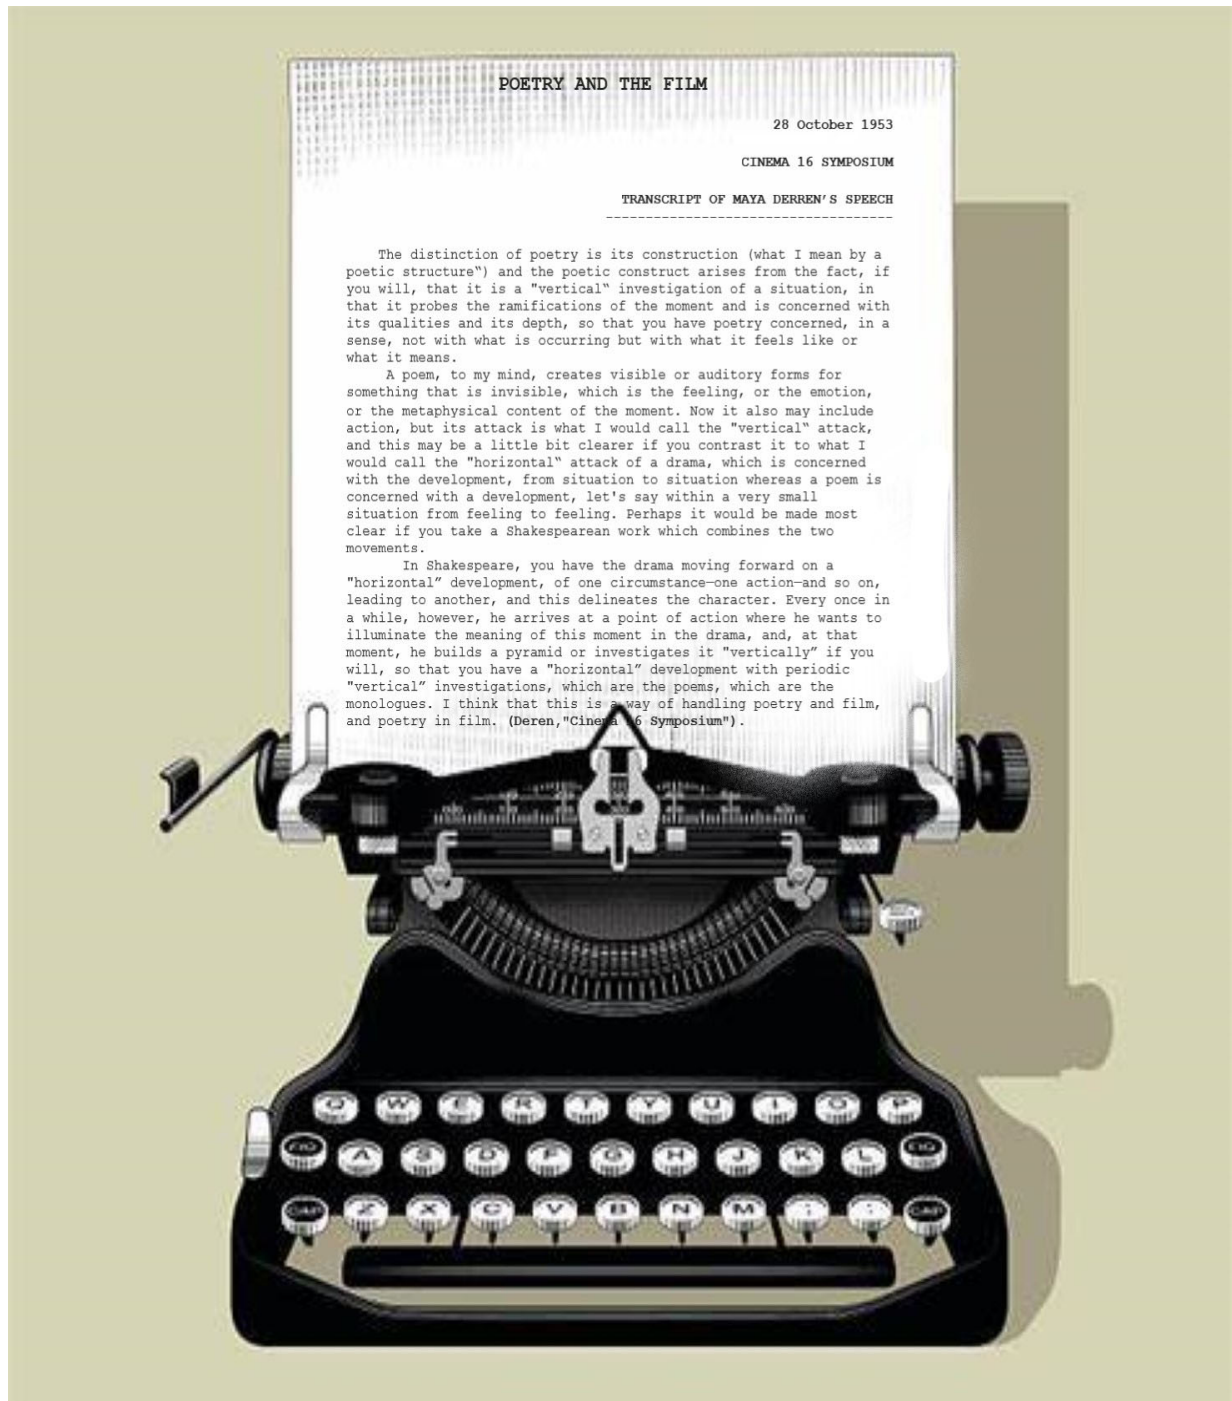 POETRY AND THE FILM
28 October 1953
CINEMA 16 SYMPOSIUM
TRANSCRIPT OF MAYA DERREN’S SPEECH
------------------------------------
The distinction of poetry is its construction (what I mean by a
poetic structure‟) and the poetic construct arises from the fact, if
you will, that it is a "vertical‟ investigation of a situation, in
that it probes the ramifications of the moment and is concerned with
its qualities and its depth, so that you have poetry concerned, in a
sense, not with what is occurring but with what it feels like or
what it means.
A poem, to my mind, creates visible or auditory forms for
something that is invisible, which is the feeling, or the emotion,
or the metaphysical content of the moment. Now it also may include
action, but its attack is what I would call the "vertical‟ attack,
and this may be a little bit clearer if you contrast it to what I
would call the "horizontal‟ attack of a drama, which is concerned
with the development, from situation to situation whereas a poem is
concerned with a development, let's say within a very small
situation from feeling to feeling. Perhaps it would be made most
clear if you take a Shakespearean work which combines the two
movements.
In Shakespeare, you have the drama moving forward on a
"horizontal” development, of one circumstance—one action—and so on,
leading to another, and this delineates the character. Every once in
a while, however, he arrives at a point of action where he wants to
illuminate the meaning of this moment in the drama, and, at that
moment, he builds a pyramid or investigates it "vertically” if you
will, so that you have a "horizontal” development with periodic
"vertical” investigations, which are the poems, which are the
monologues. I think that this is a way of handling poetry and film,
and poetry in film. (Deren,"Cinema 16 Symposium").
Q W E R T Y U I O P
FIG A S D F G H J K L FIG
CAP Z X C V B N M CAP